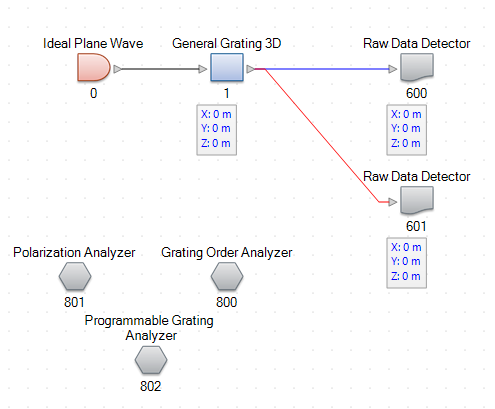 Ideal Plane Wave
General Grating 3D
Raw Data Detector
0
1
600
X: 0 m
Y: 0 m
Z: 0 m
X: 0 m
Y: 0 m
Z: 0 m
Raw Data Detector
601
X: 0 m
Y: 0 m
Z: 0 m
Polarization Analyzer
Grating Order Analyzer
801
800
Programmable Grating
Analyzer
802